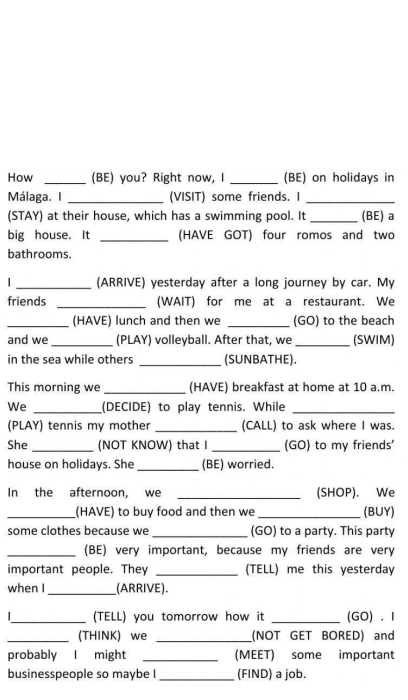 How ______ (BE) you? Right now, I _______ (BE) on holidays in
Málaga. I ______________ (VISIT) some friends. I _____________
(STAY) at their house, which has a swimming pool. It _______ (BE) a
big house. It __________ (HAVE GOT) four romos and two
bathrooms.
I ___________ (ARRIVE) yesterday after a long journey by car. My
friends _____________ (WAIT) for me at a restaurant. We
_________ (HAVE) lunch and then we _________ (GO) to the beach
and we _________ (PLAY) volleyball. After that, we ________ (SWIM)
in the sea while others ____________ (SUNBATHE).
This morning we ____________ (HAVE) breakfast at home at 10 a.m.
We __________(DECIDE) to play tennis. While _______________
(PLAY) tennis my mother ____________ (CALL) to ask where I was.
She _________ (NOT KNOW) that I __________ (GO) to my friends’
house on holidays. She _________ (BE) worried.
In the afternoon, we __________________ (SHOP). We
__________(HAVE) to buy food and then we _______________ (BUY)
some clothes because we ______________ (GO) to a party. This party
__________ (BE) very important, because my friends are very
important people. They ____________ (TELL) me this yesterday
when I __________(ARRIVE).
I___________ (TELL) you tomorrow how it __________ (GO) . I
_________ (THINK) we ______________(NOT GET BORED) and
probably I might ___________ (MEET) some important
businesspeople so maybe I ___________ (FIND) a job.